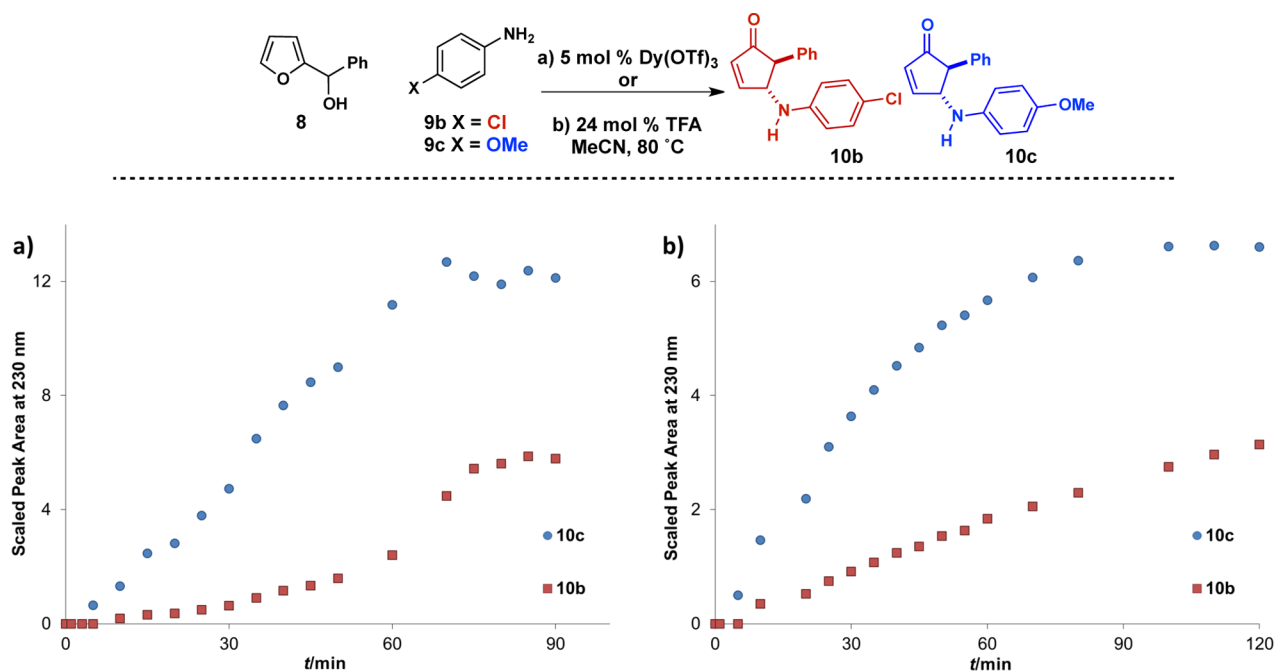 O
OH
Ph
8
NH2
X
9b X = Cl
9c X = OMe
a) 5 mol % Dy(OTf)3
or
b) 24 mol % TFA
MeCN, 80 ˚C
O
Ph
N
H
Cl
10b
O
Ph
N
H
OMe
10c
a)
Scaled Peak Area at 230 nm
12
8
4
0
0
30
60
90
t/min
10c
10b
b)
Scaled Peak Area at 230 nm
6
4
2
0
0
30
60
90
120
t/min
10c
10b